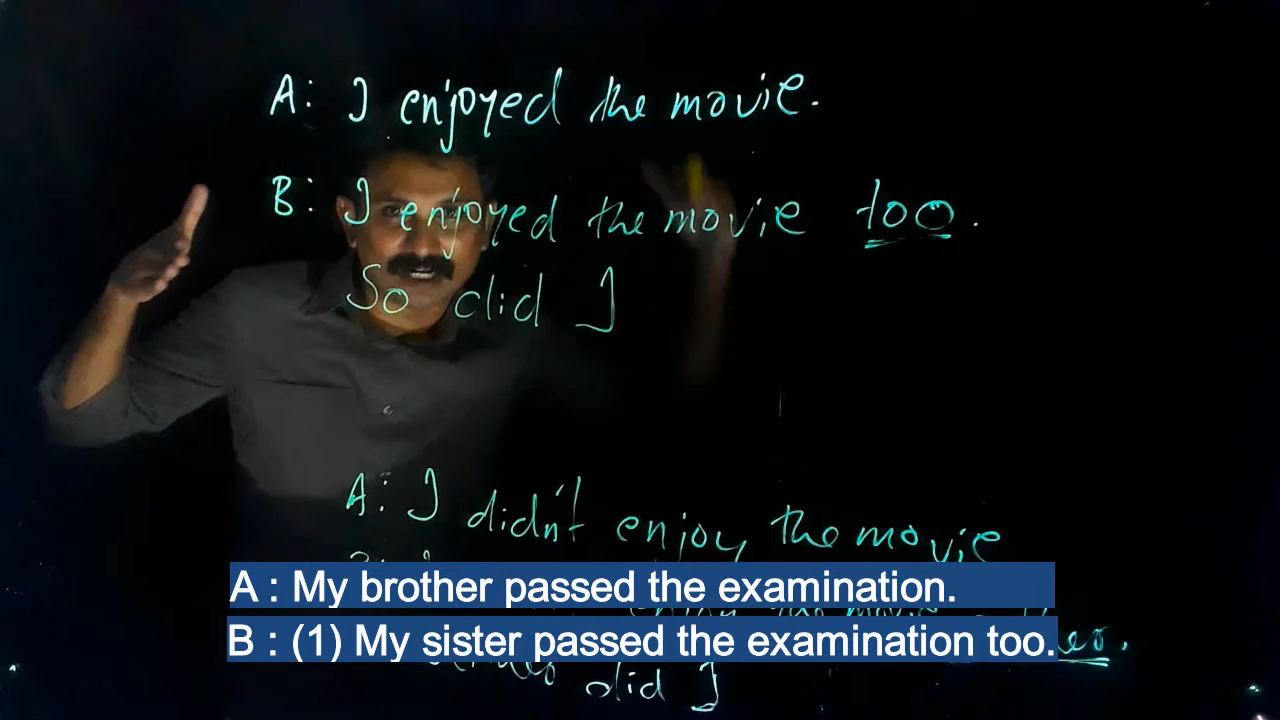 A: I enjoyed the movie.
B: I enjoyed the movie too.
So did I
A: I didn't enjoy the movie
A : My brother passed the examination.
B : (1) My sister passed the examination too.
did I